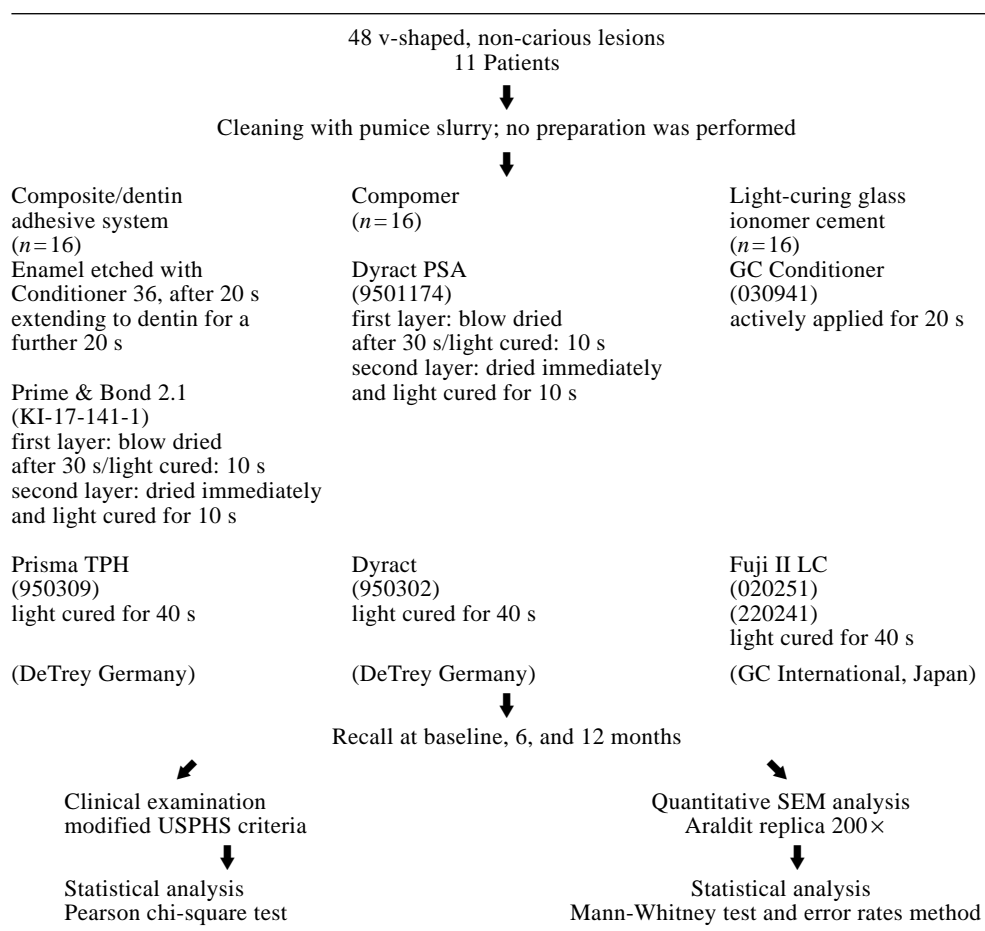 48 v-shaped, non-carious lesions
11 Patients
Cleaning with pumice slurry; no preparation was performed
Composite/dentin
adhesive system
(n=16)
Enamel etched with
Conditioner 36, after 20 s
extending to dentin for a
further 20 s
Prime & Bond 2.1
(KI-17-141-1)
first layer: blow dried
after 30 s/light cured: 10 s
second layer: dried immediately
and light cured for 10 s
Prisma TPH
(950309)
light cured for 40 s
(DeTrey Germany)
Compomer
(n=16)
Dyract PSA
(9501174)
first layer: blow dried
after 30 s/light cured: 10 s
second layer: dried immediately
and light cured for 10 s
Dyract
(950302)
light cured for 40 s
(DeTrey Germany)
Light-curing glass
ionomer cement
(n=16)
GC Conditioner
(030941)
actively applied for 20 s
Fuji II LC
(020251)
(220241)
light cured for 40 s
(GC International, Japan)
Recall at baseline, 6, and 12 months
Clinical examination
modified USPHS criteria
Statistical analysis
Pearson chi-square test
Quantitative SEM analysis
Araldit replica 200×
Statistical analysis
Mann-Whitney test and error rates method